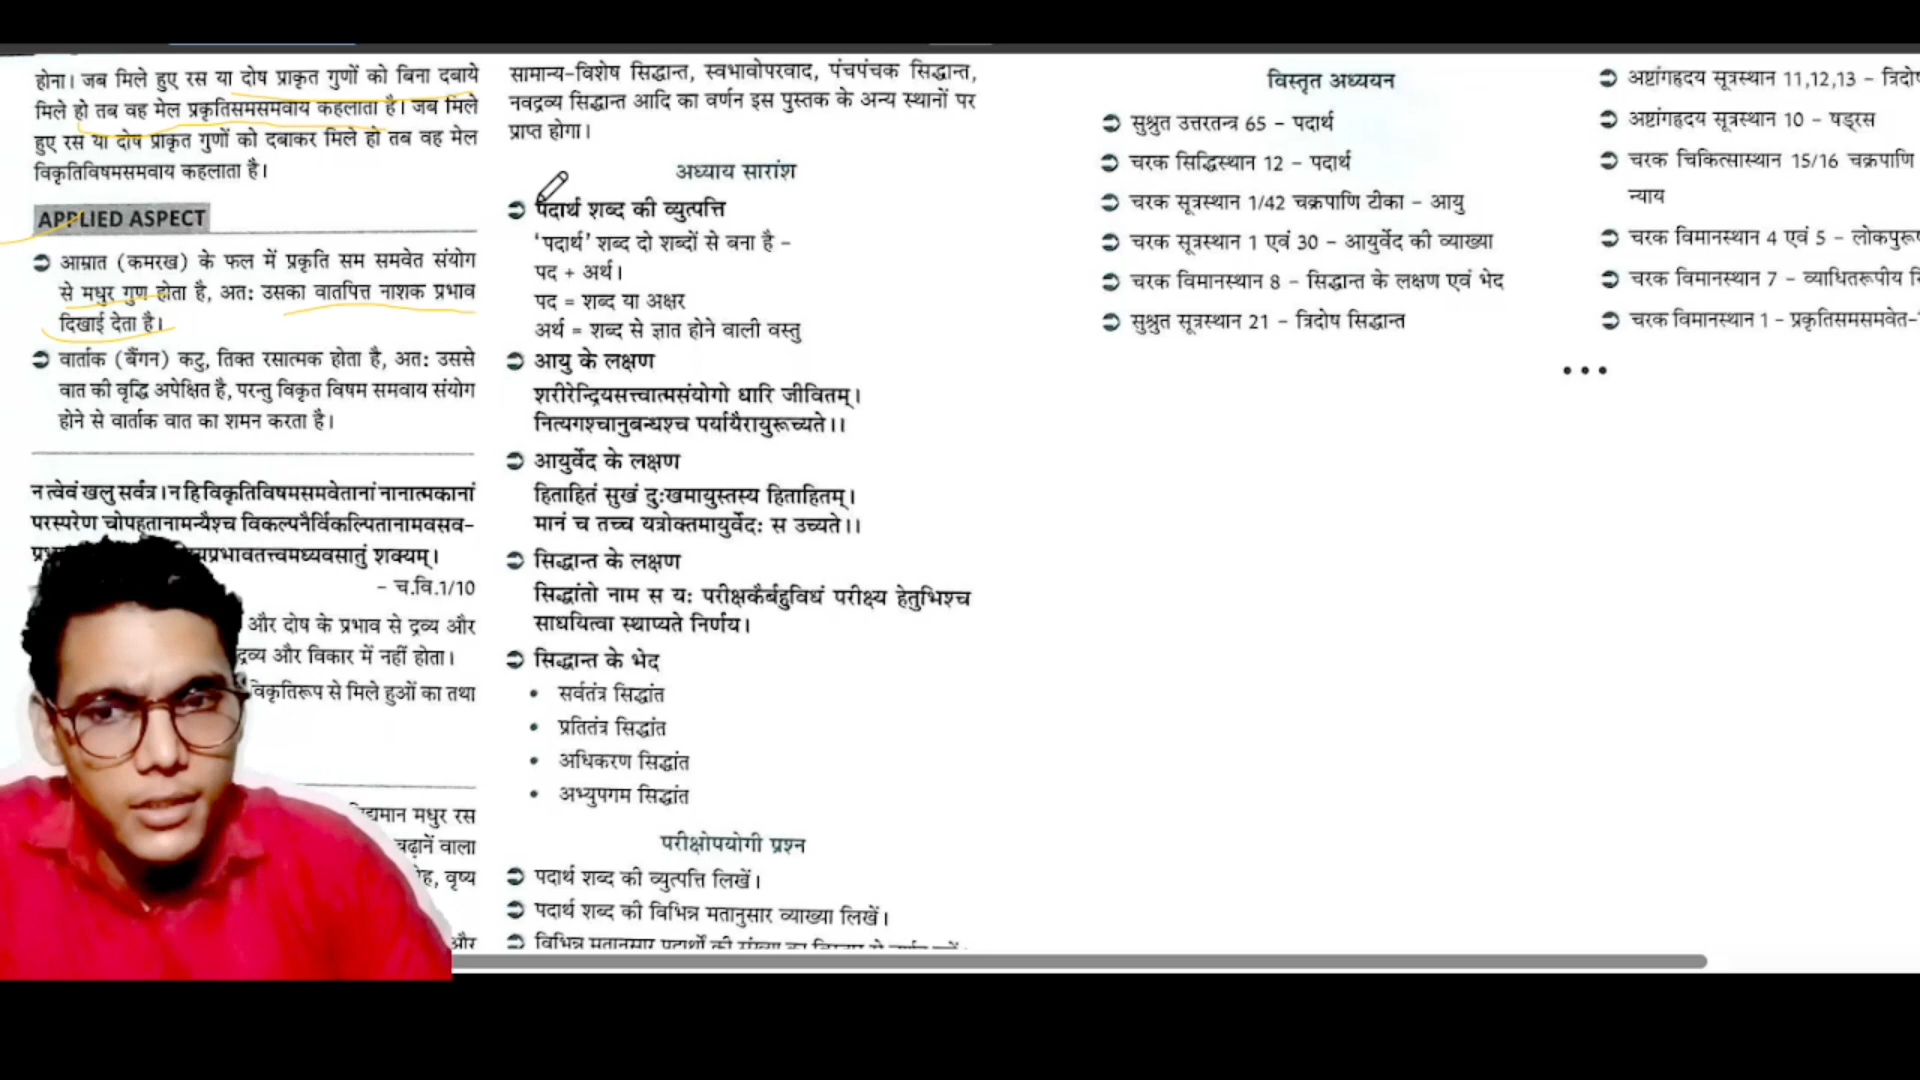 होना। जब मिले हुए रस या दोष प्राकृत गुणों को बिना दबाये
मिले हो तब वह मेल प्रकृतिसमसमवाय कहलाता है। जब मिले
हुए रस या दोष प्राकृत गुणों को दबाकर मिले हो तब वह मेल
विकृतिविषमसमवाय कहलाता है।
APPLIED ASPECT
आम्रात (कमरख) के फल में प्रकृति सम समवेत संयोग
से मधुर गुण होता है, अतः उसका वातपित्त नाशक प्रभाव
दिखाई देता है।
वार्ताक (बैंगन) कटु, तिक्त रसात्मक होता है, अतः उससे
वात की वृद्धि अपेक्षित है, परन्तु विकृत विषम समवाय संयोग
होने से वार्ताक वात का शमन करता है।
न त्वेवं खलु सर्वत्र। न हि विकृतिविषमसमवेतानां नानात्मकानां
परस्परेण चोपहतानामन्यैश्च विकल्पनैर्विकल्पितानामवसव-
प्रभावतत्त्वमध्यवसातुं शक्यम्।
- च.वि.1/10
और दोष के प्रभाव से द्रव्य और
द्रव्य और विकार में नहीं होता।
विकृतिरूप से मिले हुओं का तथा
मधुर रस
बढ़ानें वाला
वृष्य
और
सामान्य-विशेष सिद्धान्त, स्वभावोपरवाद, पंचपंचक सिद्धान्त,
नवद्रव्य सिद्धान्त आदि का वर्णन इस पुस्तक के अन्य स्थानों पर
प्राप्त होगा।
अध्याय सारांश
पदार्थ शब्द की व्युत्पत्ति
'पदार्थ' शब्द दो शब्दों से बना है -
पद + अर्थ।
पद = शब्द या अक्षर
अर्थ = शब्द से ज्ञात होने वाली वस्तु
आयु के लक्षण
शरीरेन्द्रियसत्त्वात्मसंयोगो धारि जीवितम्।
नित्यगश्चानुबन्धश्च पर्यायैरायुरूच्यते।।
आयुर्वेद के लक्षण
हिताहितं सुखं दुःखमायुस्तस्य हिताहितम्।
मानं च तच्च यत्रोक्तमायुर्वेदः स उच्यते।।
सिद्धान्त के लक्षण
सिद्धांतो नाम स यः परीक्षकैर्बहुविधं परीक्ष्य हेतुभिश्च
साधयित्वा स्थाप्यते निर्णय।
सिद्धान्त के भेद
• सर्वतंत्र सिद्धांत
• प्रतितंत्र सिद्धांत
• अधिकरण सिद्धांत
• अभ्युपगम सिद्धांत
परीक्षोपयोगी प्रश्न
पदार्थ शब्द की व्युत्पत्ति लिखें।
पदार्थ शब्द की विभिन्न मतानुसार व्याख्या लिखें।
विभिन्न मतानुसार पदार्थों की संख्या का
विस्तृत अध्ययन
सुश्रुत उत्तरतन्त्र 65 - पदार्थ
चरक सिद्धिस्थान 12 - पदार्थ
चरक सूत्रस्थान 1/42 चक्रपाणि टीका - आयु
चरक सूत्रस्थान 1 एवं 30 - आयुर्वेद की व्याख्या
चरक विमानस्थान 8 - सिद्धान्त के लक्षण एवं भेद
सुश्रुत सूत्रस्थान 21 - त्रिदोष सिद्धान्त
अष्टांगहृदय सूत्रस्थान 11,12,13 -
अष्टांगहृदय सूत्रस्थान 10 - षड्रस
चरक चिकित्सास्थान 15/16 चक्रपाणि
न्याय
चरक विमानस्थान 4 एवं 5 -
चरक विमानस्थान 7 - व्याधितरूपीय
चरक विमानस्थान 1 - प्रकृतिसमसमवेत-
•••